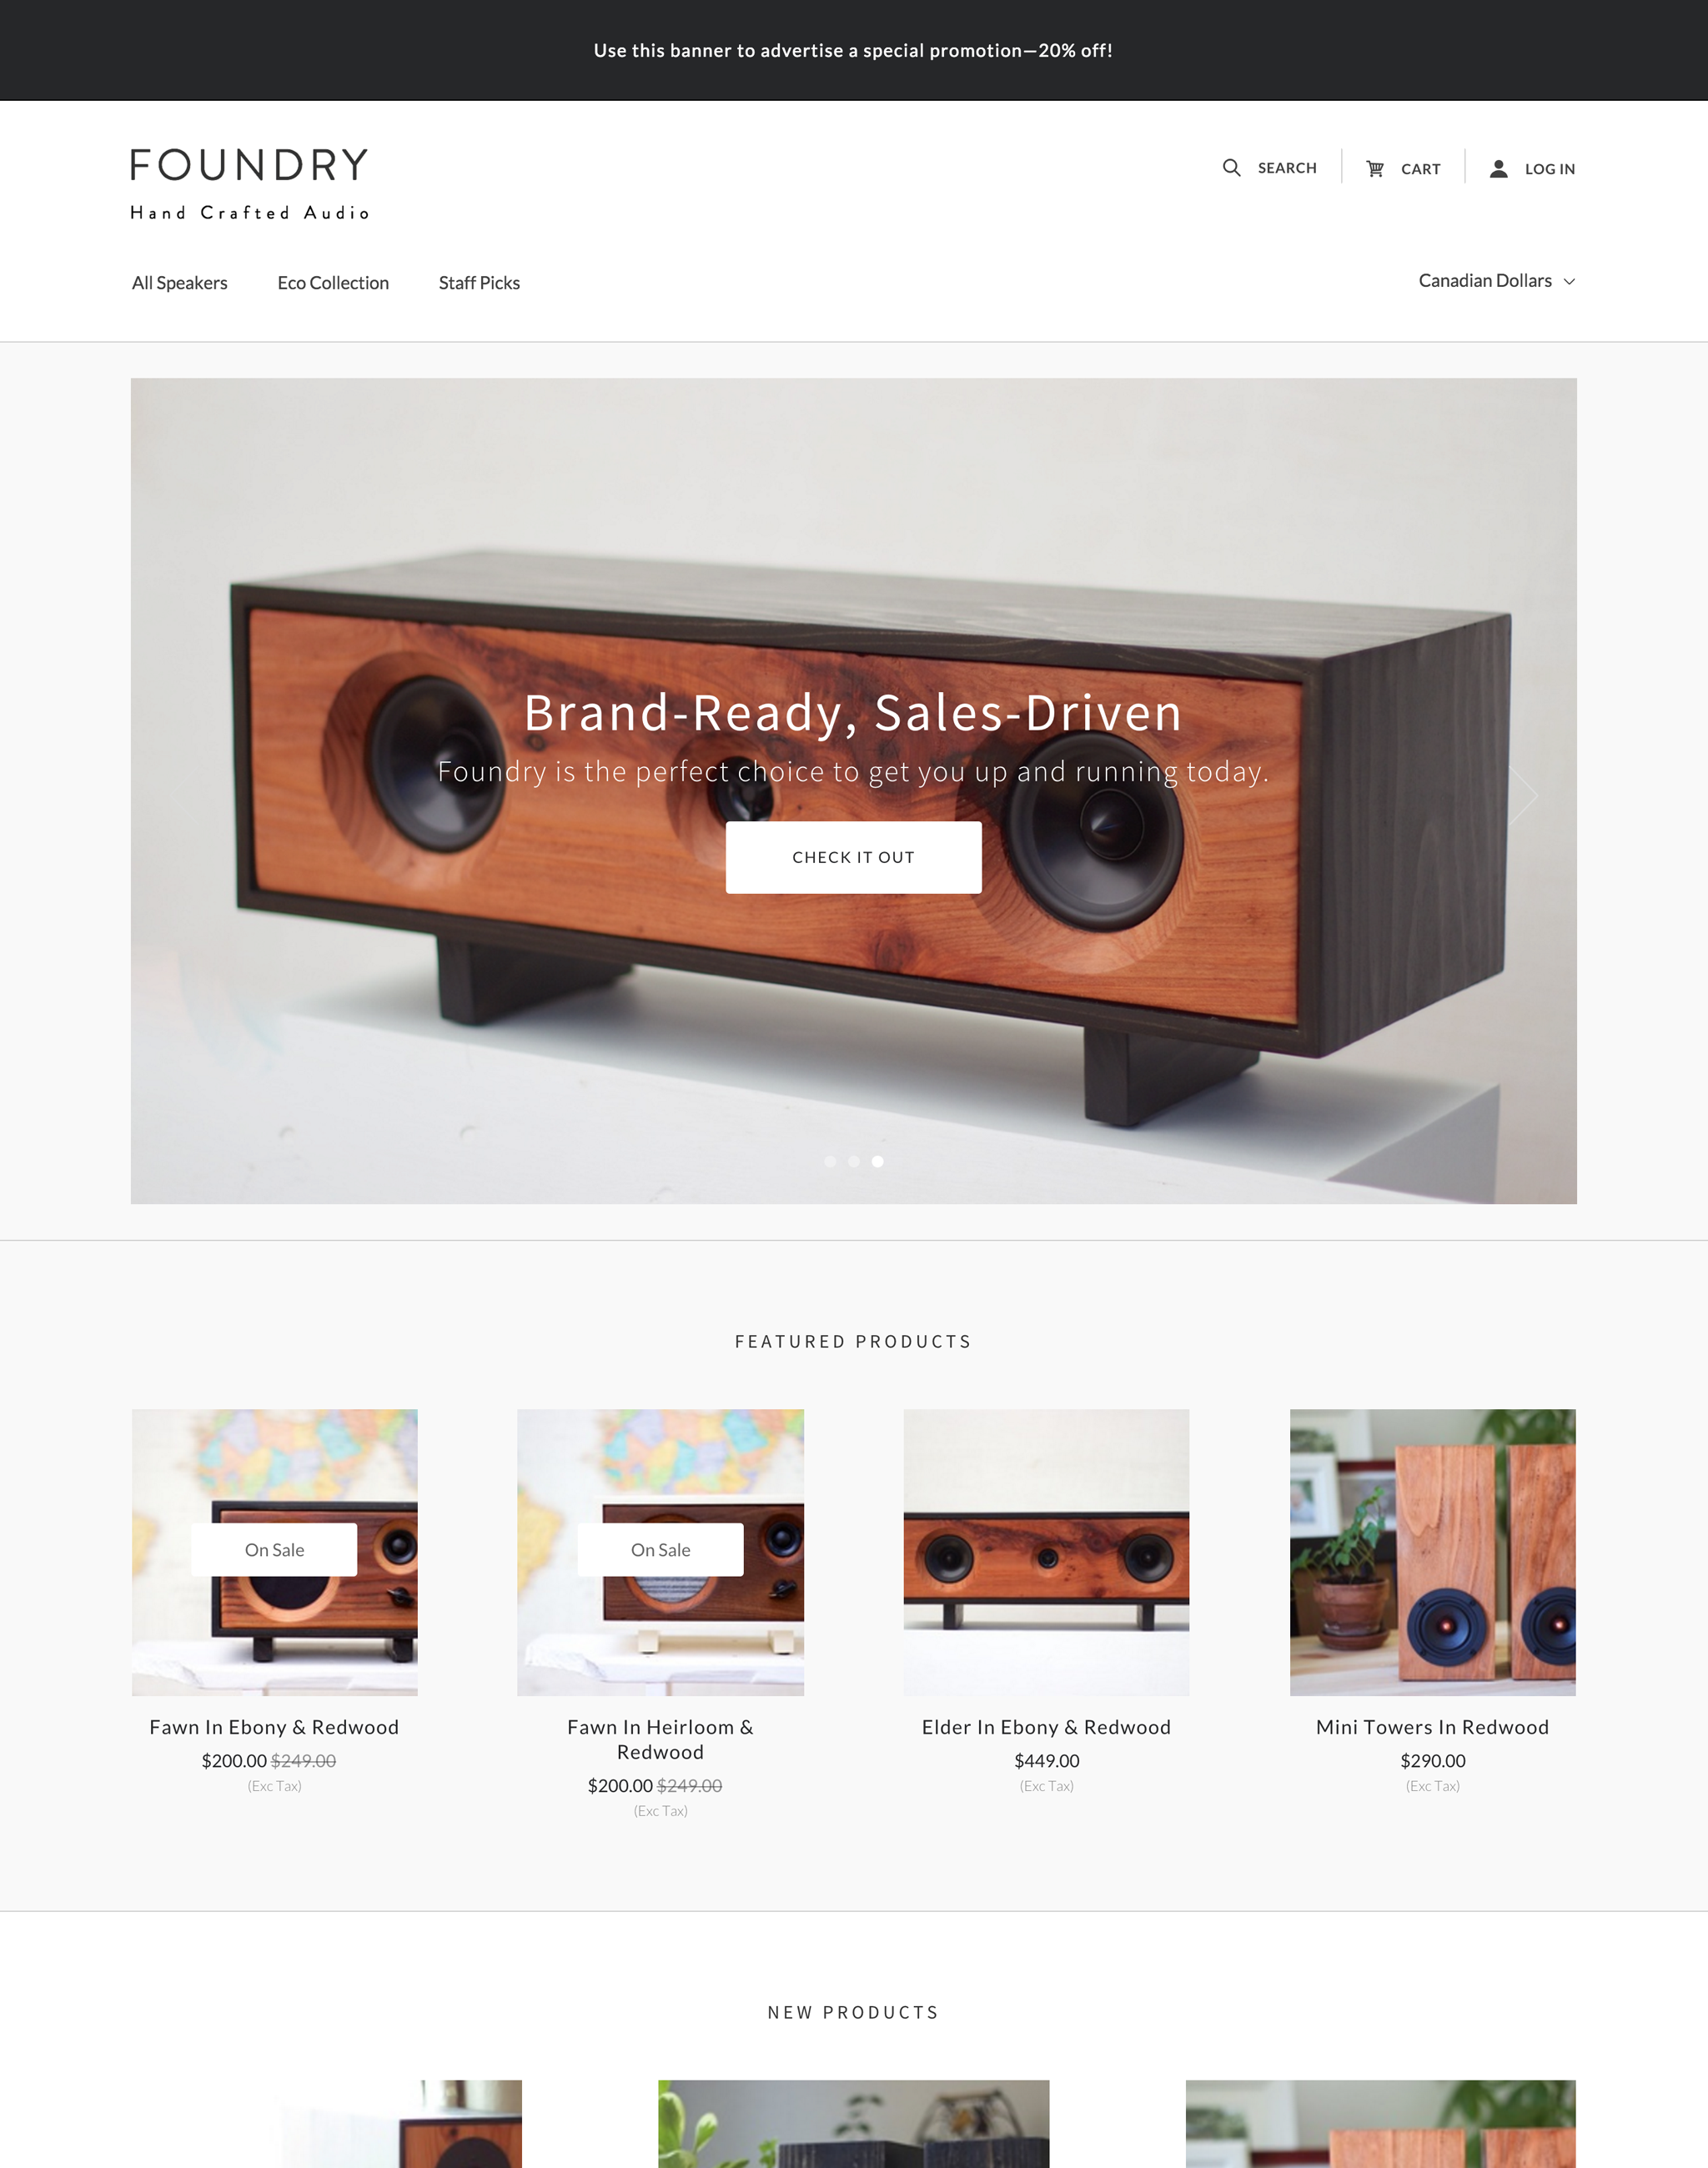 Use this banner to advertise a special promotion—20% off!
FOUNDRY
Hand Crafted Audio
SEARCH
CART
LOG IN
All Speakers
Eco Collection
Staff Picks
Canadian Dollars
Brand-Ready, Sales-Driven
Foundry is the perfect choice to get you up and running today.
CHECK IT OUT
FEATURED PRODUCTS
On Sale
Fawn In Ebony & Redwood
$200.00 $249.00
(Exc Tax)
On Sale
Fawn In Heirloom &
Redwood
$200.00 $249.00
(Exc Tax)
Elder In Ebony & Redwood
$449.00
(Exc Tax)
Mini Towers In Redwood
$290.00
(Exc Tax)
NEW PRODUCTS